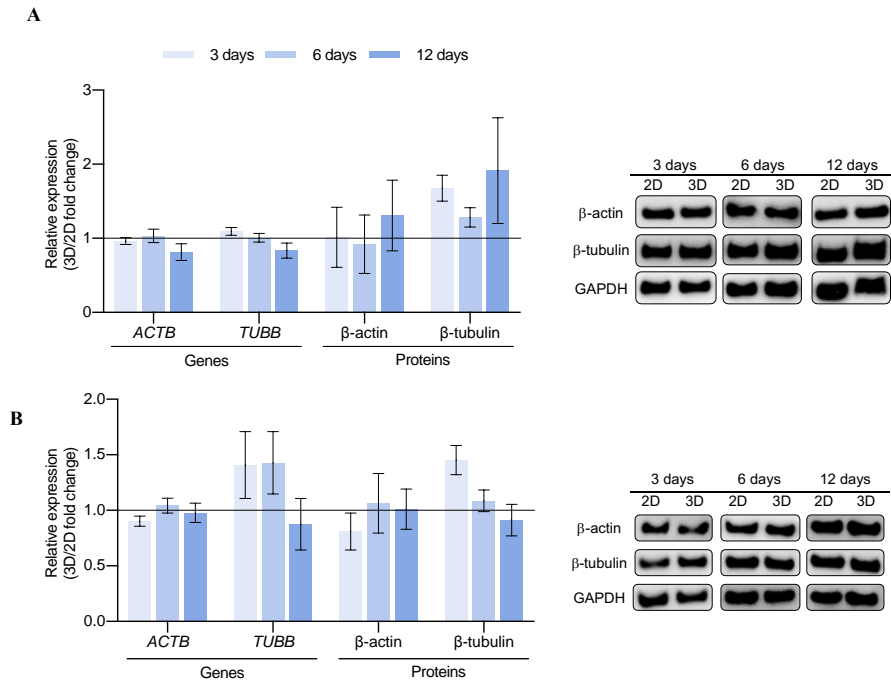 A
3 days 6 days 12 days
Relative expression
(3D/2D fold change)
3
2
1
0
ACTB TUBB β-actin β-tubulin
Genes Proteins
3 days 6 days 12 days
2D 3D 2D 3D 2D 3D
β-actin
β-tubulin
GAPDH
B
Relative expression
(3D/2D fold change)
2.0
1.5
1.0
0.5
0.0
ACTB TUBB β-actin β-tubulin
Genes Proteins
3 days 6 days 12 days
2D 3D 2D 3D 2D 3D
β-actin
β-tubulin
GAPDH